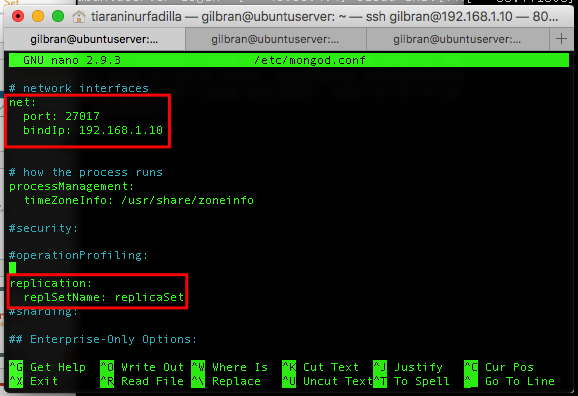 tiaraninurfadilla — gilbran@ubuntuserver: ~ — ssh gilbran@192.168.1.10 — 80...
gilbran@ubuntuserver:... gilbran@ubuntuserver:... gilbran@ubuntuserver:... +
GNU nano 2.9.3 /etc/mongod.conf
# network interfaces
net:
  port: 27017
  bindIp: 192.168.1.10
# how the process runs
processManagement:
  timeZoneInfo: /usr/share/zoneinfo
#security:
#operationProfiling:
replication:
  replSetName: replicaSet
#sharding:
## Enterprise-Only Options:
^G Get Help ^O Write Out ^W Where Is ^K Cut Text ^J Justify ^C Cur Pos
^X Exit ^R Read File ^\ Replace ^U Uncut Text ^T To Spell ^_ Go To Line